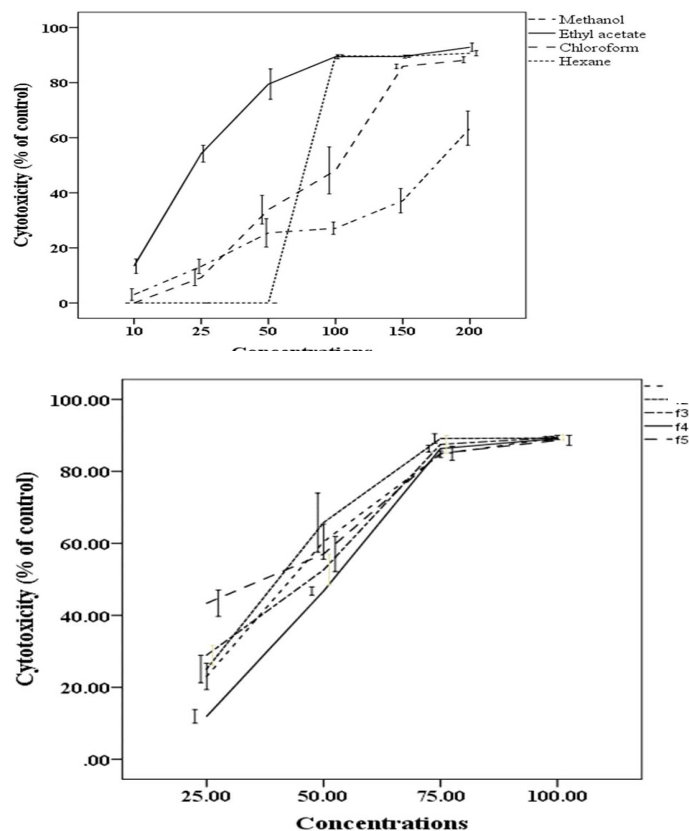 100
80
60
40
20
0
Cytotoxicity (% of control)
10 25 50 100 150 200
Concentrations
Methanol
Ethyl acetate
Chloroform
Hexane
100.00
80.00
60.00
40.00
20.00
.00
Cytotoxicity (% of control)
25.00 50.00 75.00 100.00
Concentrations
f3
f4
f5